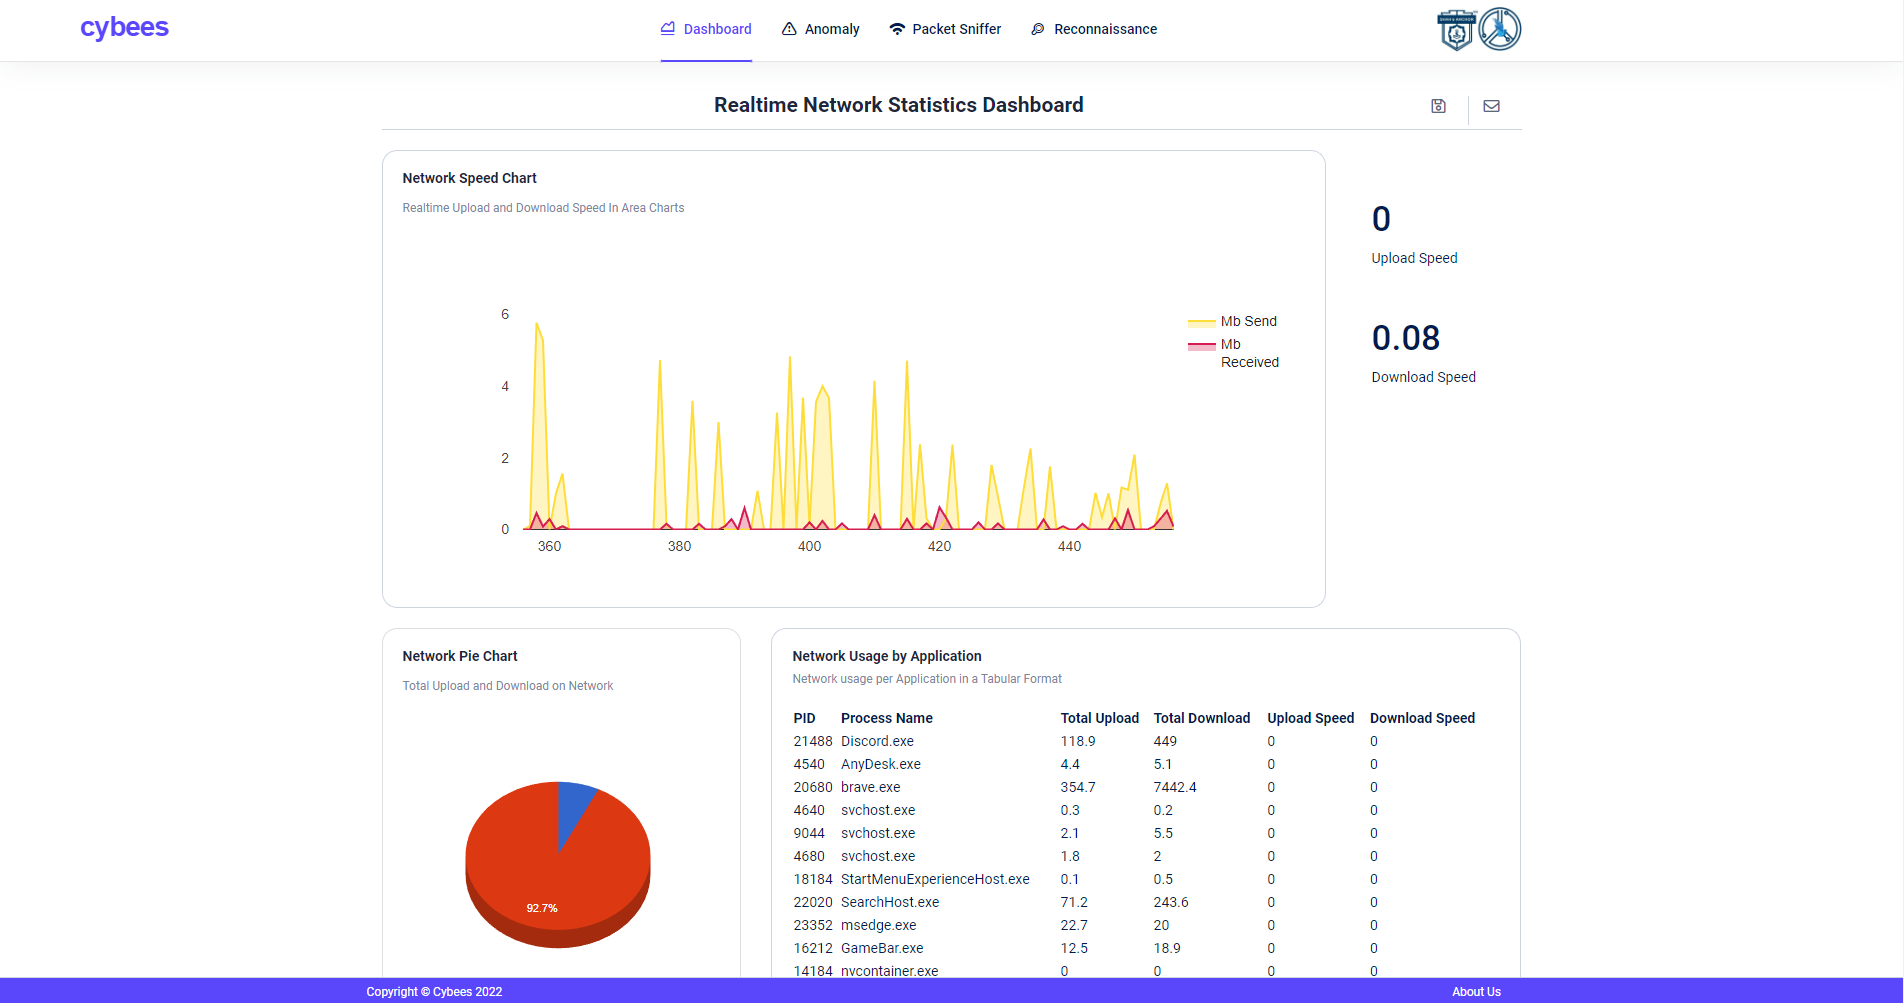 cybees
Dashboard
Anomaly
Packet Sniffer
Reconnaissance
Realtime Network Statistics Dashboard
Network Speed Chart
Realtime Upload and Download Speed In Area Charts
6
4
2
0
360 380 400 420 440
Mb Send
Mb
Received
0
Upload Speed
0.08
Download Speed
Network Pie Chart
Total Upload and Download on Network
92.7%
Network Usage by Application
Network usage per Application in a Tabular Format
PID Process Name Total Upload Total Download Upload Speed Download Speed
21488 Discord.exe 118.9 449 0 0
4540 AnyDesk.exe 4.4 5.1 0 0
20680 brave.exe 354.7 7442.4 0 0
4640 svchost.exe 0.3 0.2 0 0
9044 svchost.exe 2.1 5.5 0 0
4680 svchost.exe 1.8 2 0 0
18184 StartMenuExperienceHost.exe 0.1 0.5 0 0
22020 SearchHost.exe 71.2 243.6 0 0
23352 msedge.exe 22.7 20 0 0
16212 GameBar.exe 12.5 18.9 0 0
14184 nvcontainer.exe 0 0 0 0
Copyright © Cybees 2022
About Us